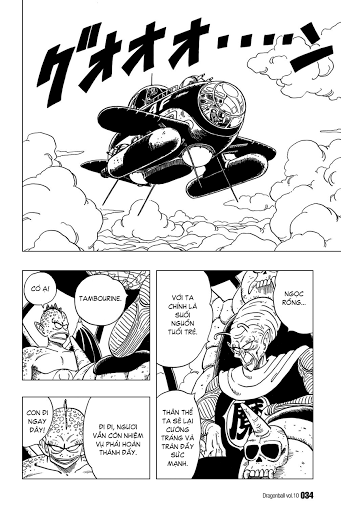 グオオオ・・・・ン
NGỌC
RỒNG...
VỚI TA
CHÍNH LÀ
SUỐI
NGUỒN
TUỔI TRẺ.
THÂN THỂ
TA SẼ LẠI
CƯỜNG
TRÁNG VÀ
TRÀN ĐẦY
SỨC
MẠNH.
魔
TAMBOURINE.
CÓ Ạ!
ĐI ĐI, NGƯƠI
VẪN CÒN NHIỆM
VỤ PHẢI HOÀN
THÀNH ĐẤY.
CON ĐI
NGAY
ĐÂY!
Dragonball vol.10 034